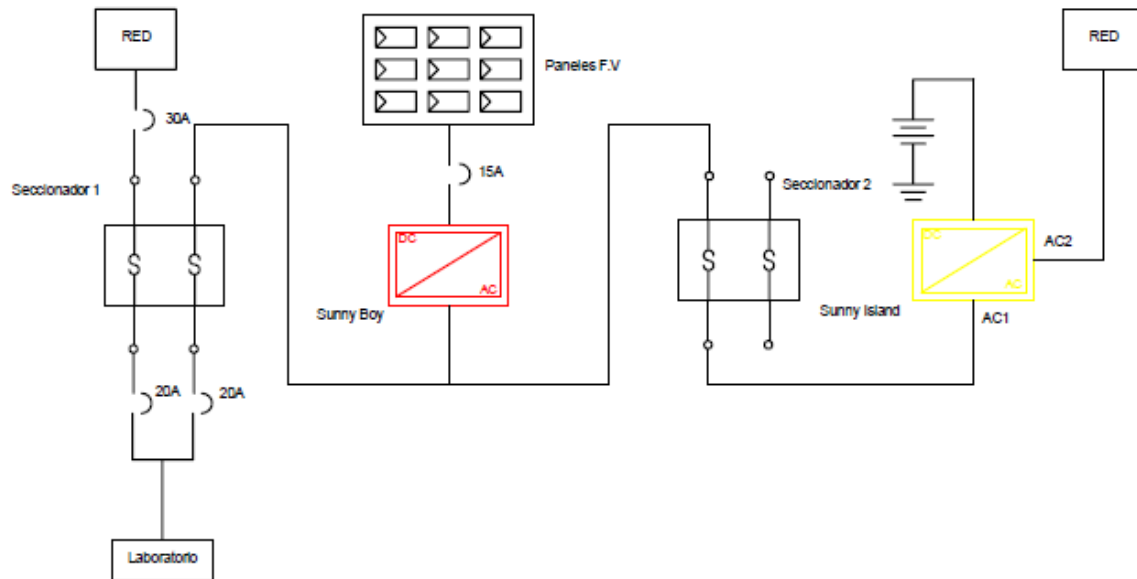 RED
RED
Paneles F.V
30A
15A
Seccionador 1
Seccionador 2
DC
AC
DC
AC
AC2
Sunny Boy
Sunny Island
AC1
20A
20A
Laboratorio